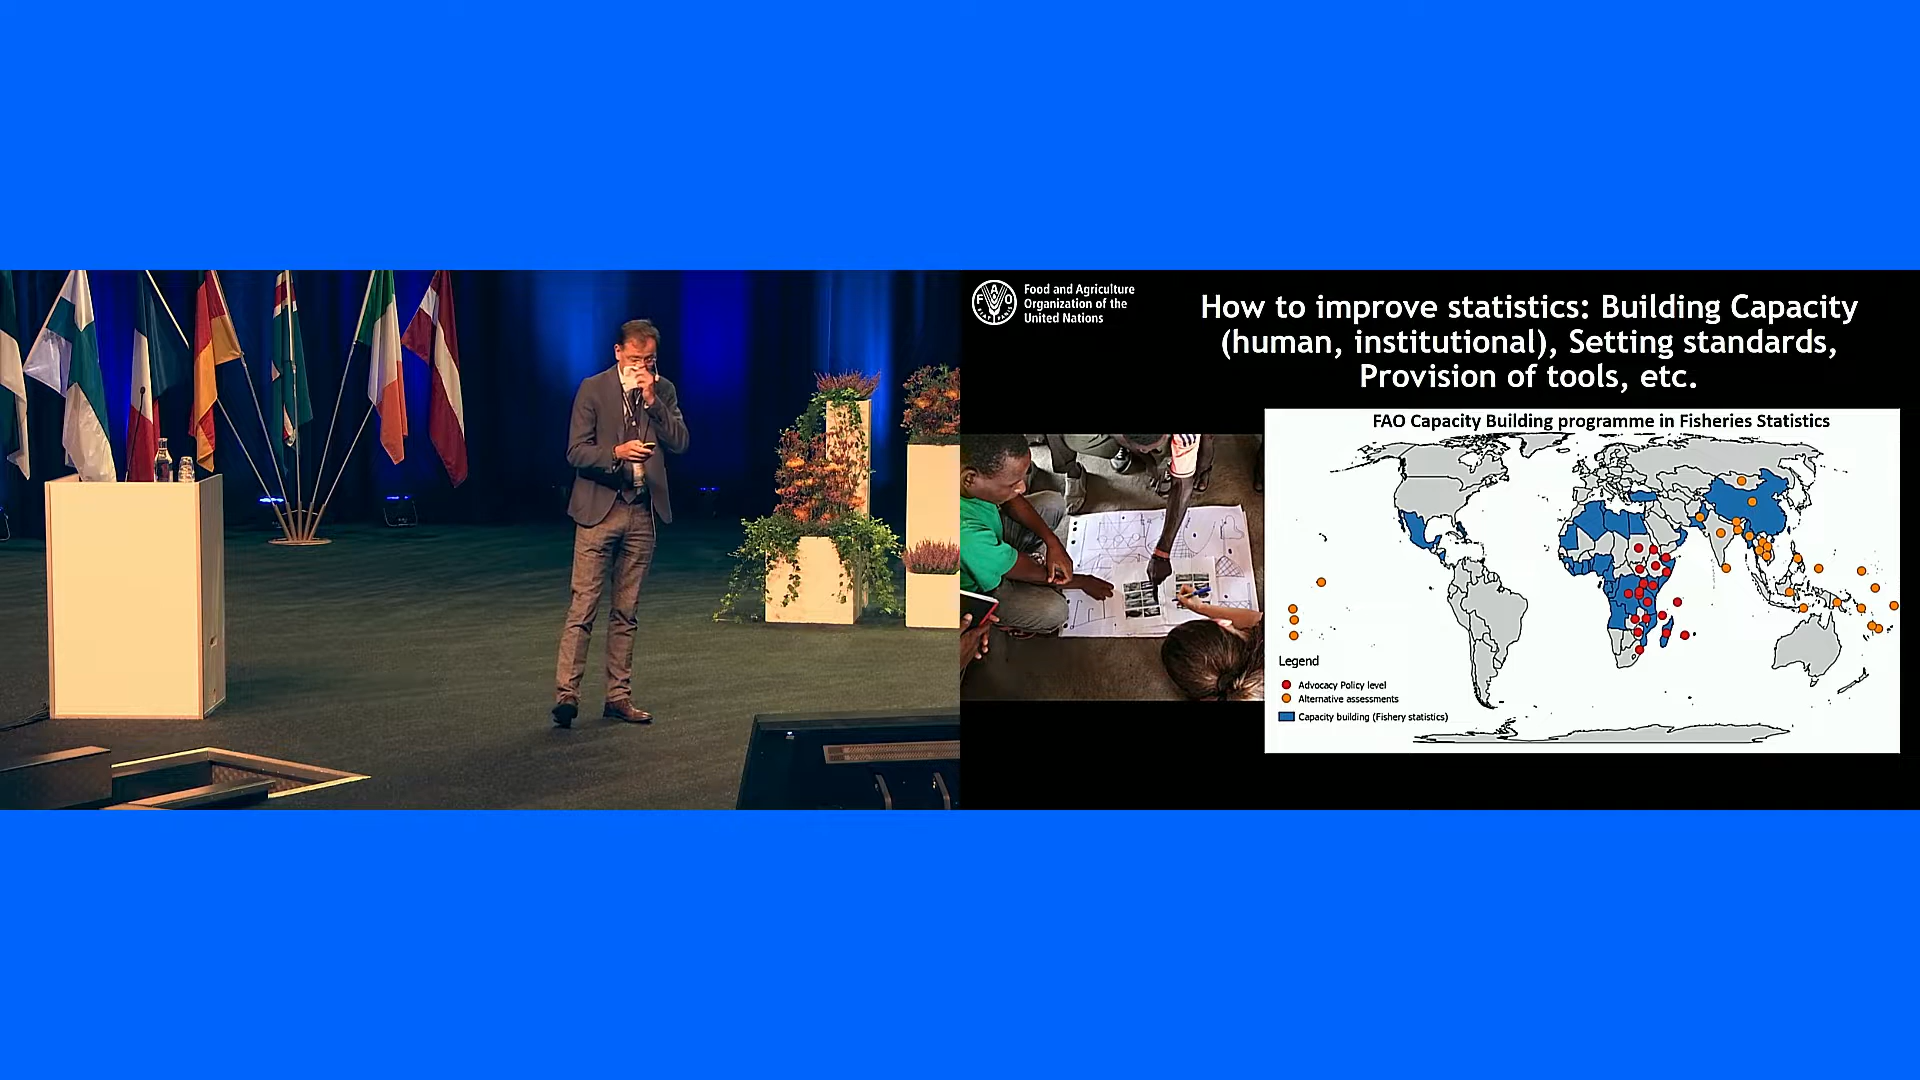 Food and Agriculture
Organization of the
United Nations
How to improve statistics: Building Capacity
(human, institutional), Setting standards,
Provision of tools, etc.
FAO Capacity Building programme in Fisheries Statistics
Legend
Advocacy Policy level
Alternative assessments
Capacity building (Fishery statistics)